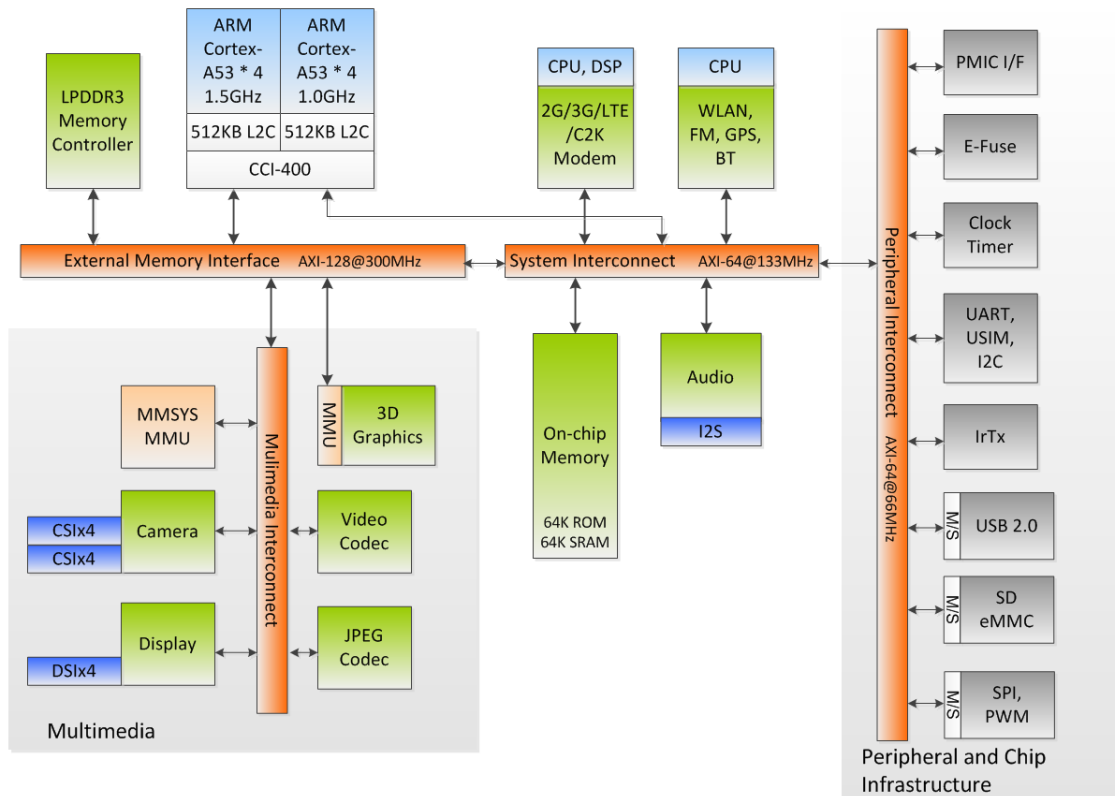 LPDDR3
Memory
Controller
ARM
Cortex-
A53 * 4
1.5GHz
ARM
Cortex-
A53 * 4
1.0GHz
512KB L2C
512KB L2C
CCI-400
CPU, DSP
2G/3G/LTE
/C2K
Modem
CPU
WLAN,
FM, GPS,
BT
External Memory Interface AXI-128@300MHz
System Interconnect AXI-64@133MHz
MMSYS
MMU
MMU
3D
Graphics
CSIx4
CSIx4
Camera
Video
Codec
DSIx4
Display
JPEG
Codec
Mulimedia Interconnect
Multimedia
On-chip
Memory
64K ROM
64K SRAM
Audio
I2S
Peripheral Interconnect AXI-64@66MHz
PMIC I/F
E-Fuse
Clock
Timer
UART,
USIM,
I2C
IrTx
M/S
USB 2.0
M/S
SD
eMMC
M/S
SPI,
PWM
Peripheral and Chip
Infrastructure